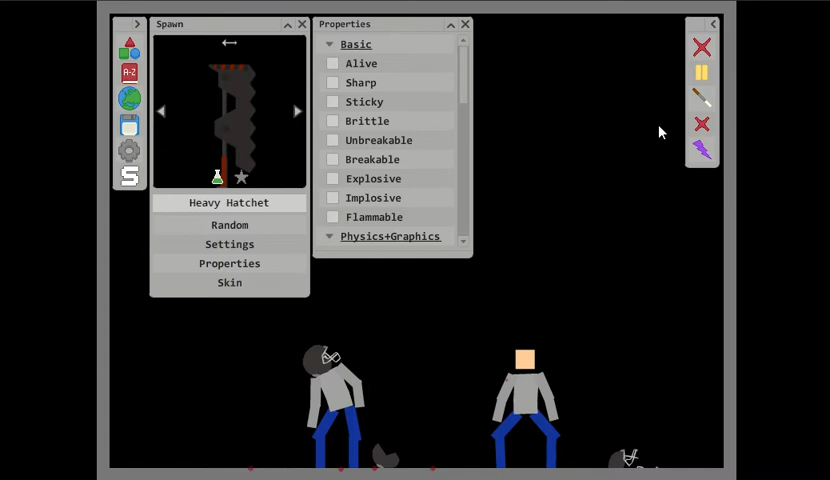 Spawn
Properties
A-Z
S
Heavy Hatchet
Random
Settings
Properties
Skin
Basic
Alive
Sharp
Sticky
Brittle
Unbreakable
Breakable
Explosive
Implosive
Flammable
Physics+Graphics